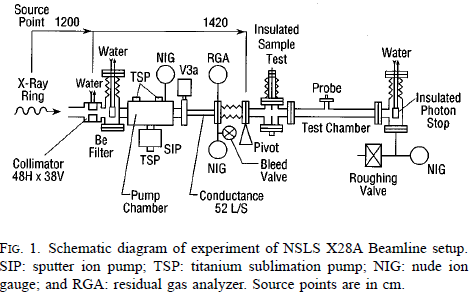 Source
Point
1200
1420
Insulated
Sample
Test
Water
NIG
V3a
RGA
Water
X-Ray
Ring
Water
TSP
Probe
Insulated
Photon
Stop
Test Chamber
Be
Filter
TSP
SIP
NIG
Bleed
Valve
Pivot
Collimator
48H x 38V
Pump
Chamber
Conductance
52 L/S
Roughing
Valve
NIG
FIG. 1. Schematic diagram of experiment of NSLS X28A Beamline setup.
SIP: sputter ion pump; TSP: titanium sublimation pump; NIG: nude ion
gauge; and RGA: residual gas analyzer. Source points are in cm.